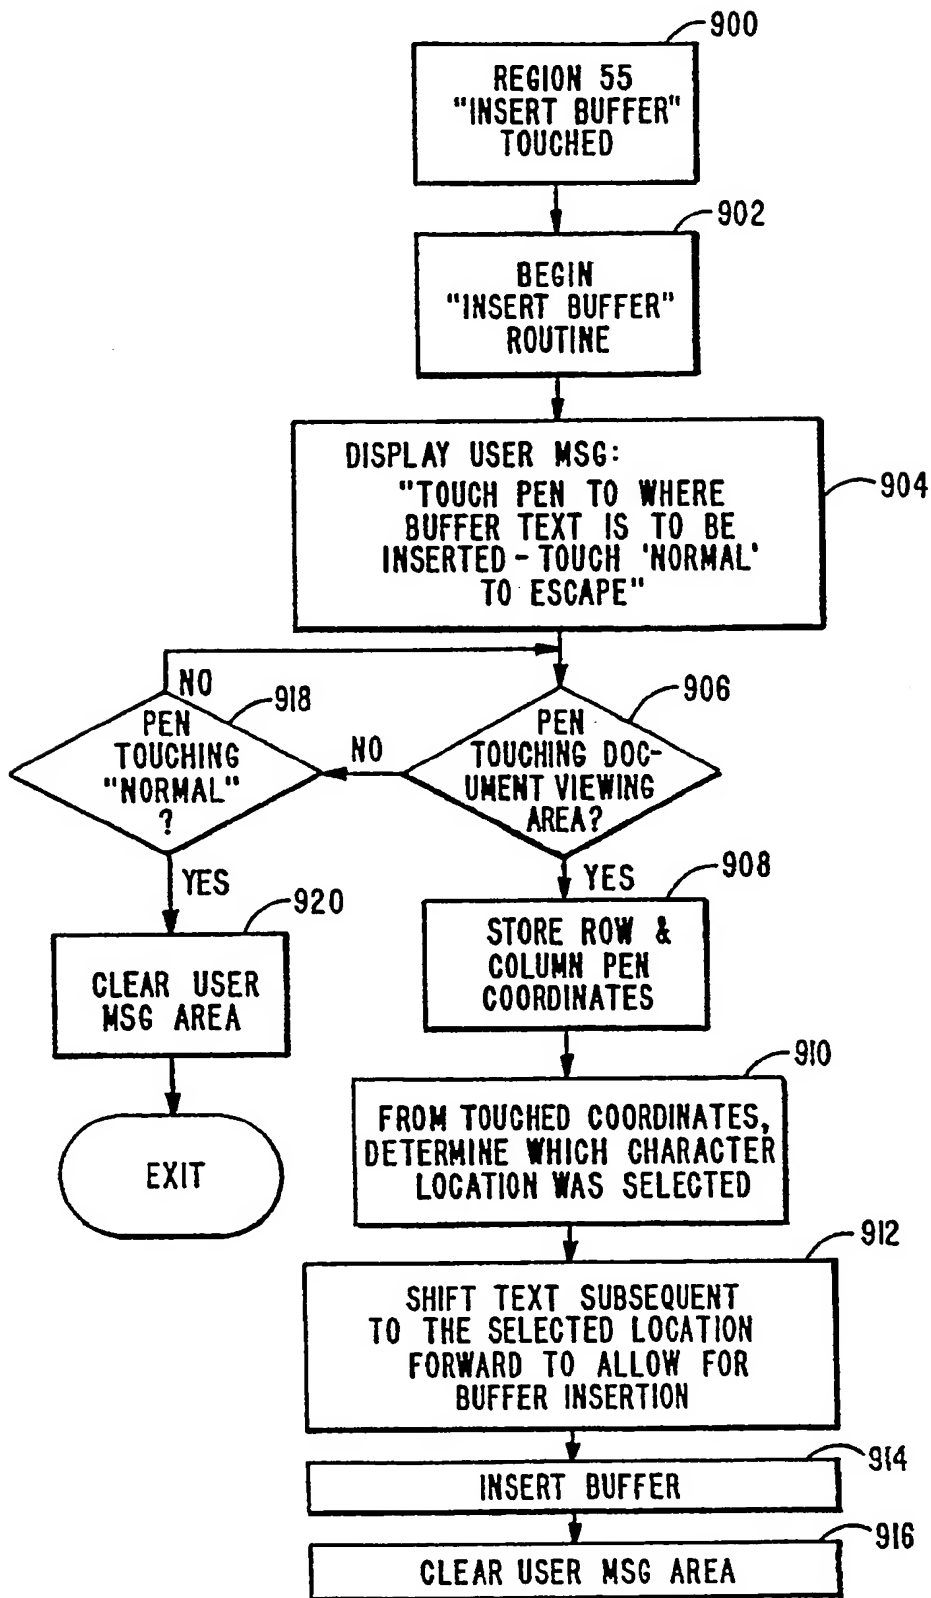 900
REGION 55
"INSERT BUFFER"
TOUCHED
902
BEGIN
"INSERT BUFFER"
ROUTINE
904
DISPLAY USER MSG:
"TOUCH PEN TO WHERE
BUFFER TEXT IS TO BE
INSERTED - TOUCH 'NORMAL'
TO ESCAPE"
906
PEN
TOUCHING DOC-
UMENT VIEWING
AREA?
NO
918
PEN
TOUCHING
"NORMAL"
?
NO
YES
920
CLEAR USER
MSG AREA
EXIT
YES
908
STORE ROW &
COLUMN PEN
COORDINATES
910
FROM TOUCHED COORDINATES,
DETERMINE WHICH CHARACTER
LOCATION WAS SELECTED
912
SHIFT TEXT SUBSEQUENT
TO THE SELECTED LOCATION
FORWARD TO ALLOW FOR
BUFFER INSERTION
914
INSERT BUFFER
916
CLEAR USER MSG AREA